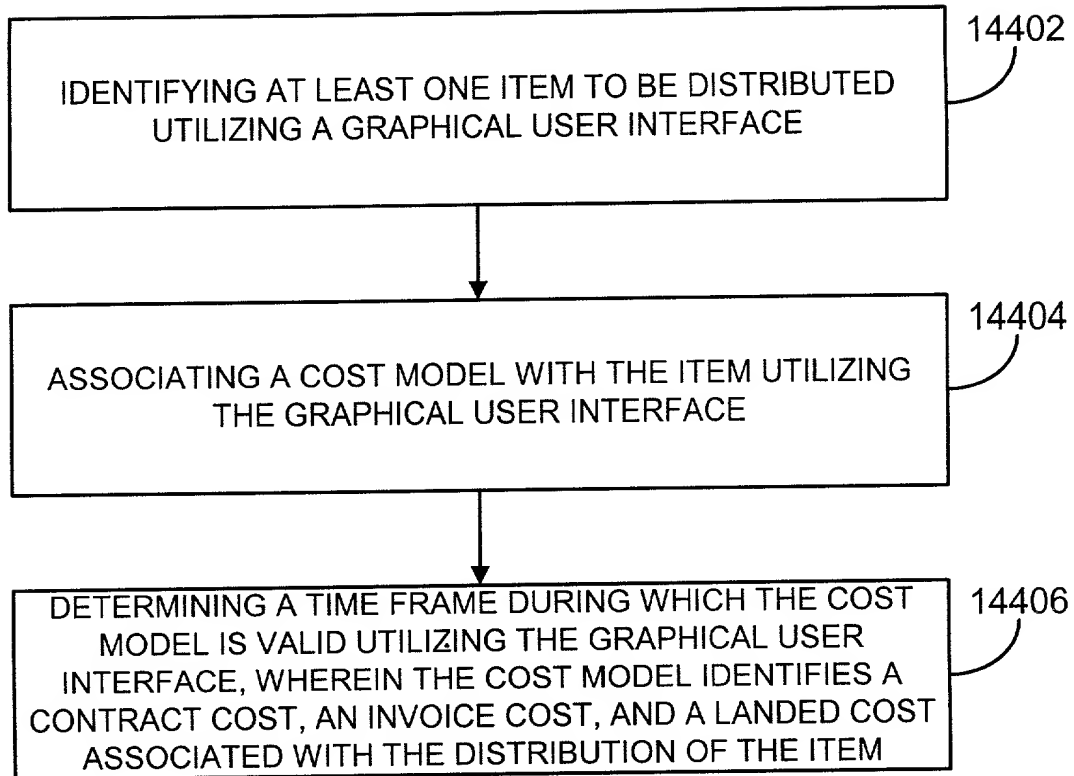 14402
IDENTIFYING AT LEAST ONE ITEM TO BE DISTRIBUTED
UTILIZING A GRAPHICAL USER INTERFACE
14404
ASSOCIATING A COST MODEL WITH THE ITEM UTILIZING
THE GRAPHICAL USER INTERFACE
14406
DETERMINING A TIME FRAME DURING WHICH THE COST
MODEL IS VALID UTILIZING THE GRAPHICAL USER
INTERFACE, WHEREIN THE COST MODEL IDENTIFIES A
CONTRACT COST, AN INVOICE COST, AND A LANDED COST
ASSOCIATED WITH THE DISTRIBUTION OF THE ITEM